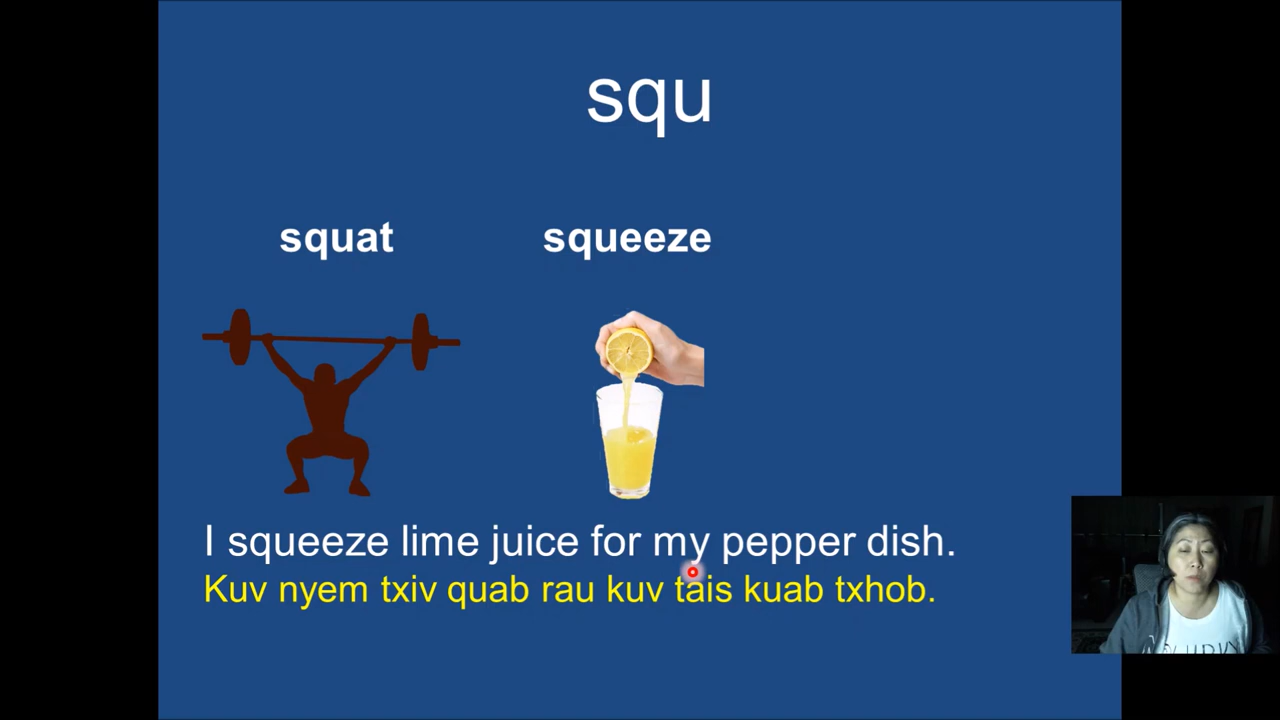 squ
squat squeeze
I squeeze lime juice for my pepper dish.
Kuv nyem txiv quab rau kuv tais kuab txhob.